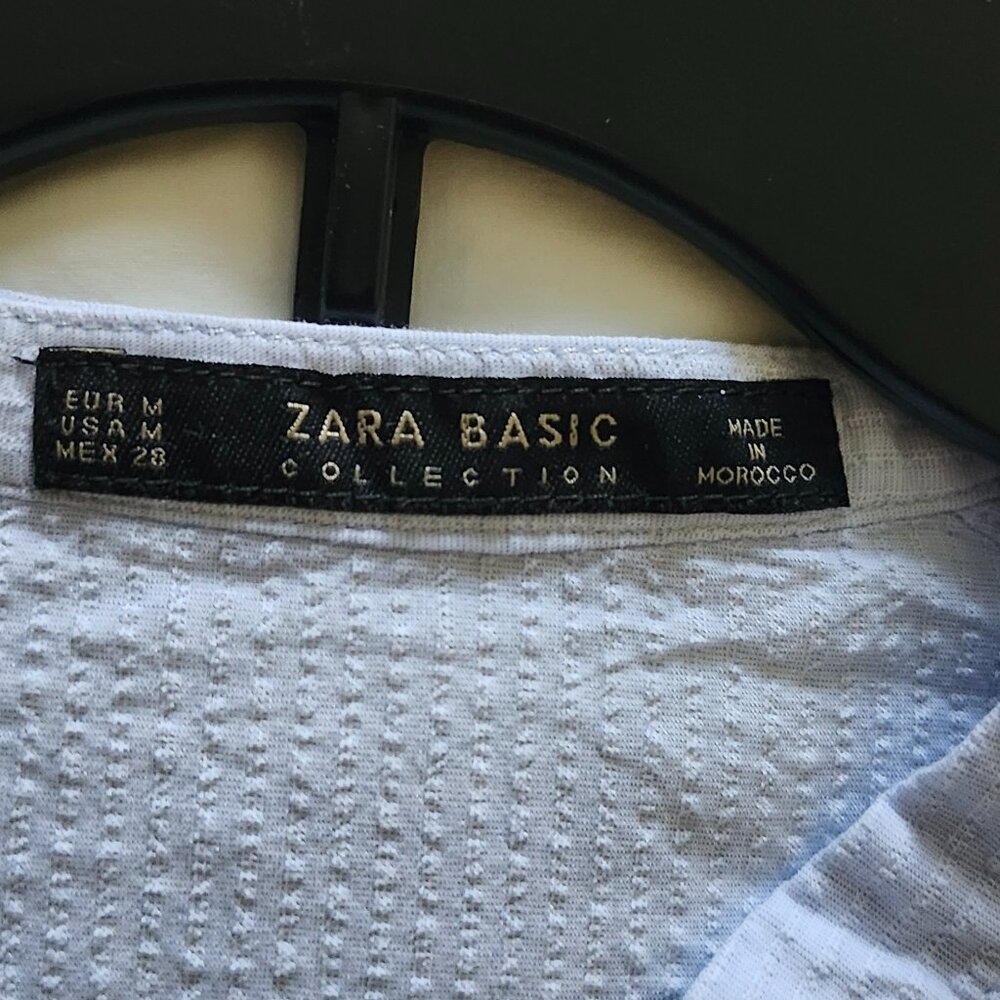 EUR M
USA M
MEX 28
ZARA BASIC
COLLECTION
MADE
IN
MOROCCO